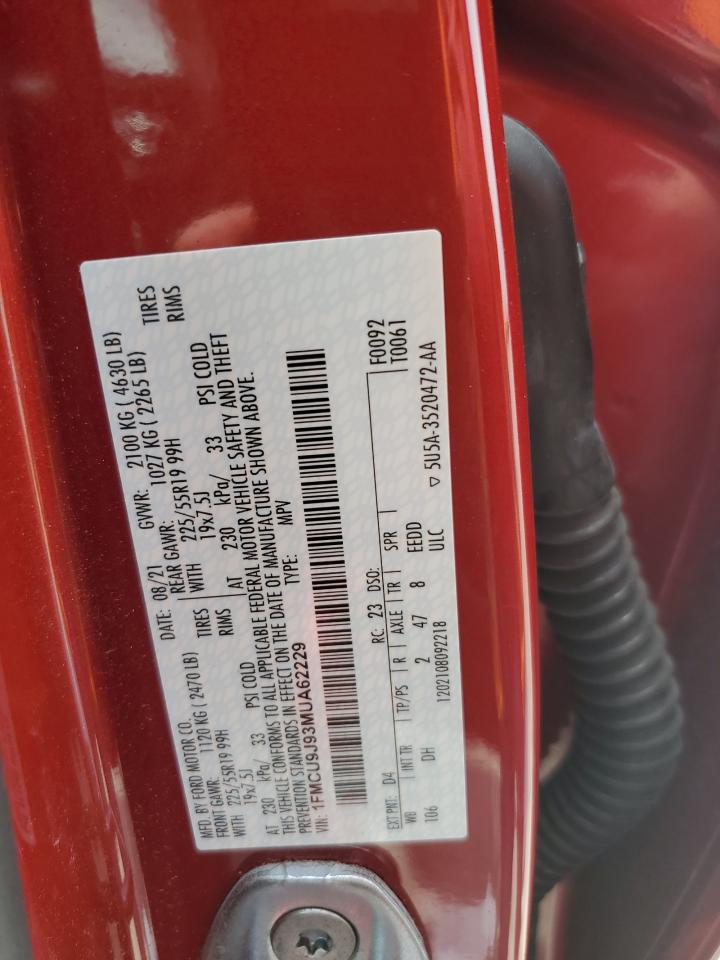 MFD. BY FORD MOTOR CO. DATE: 08/21 GVWR: 2100 KG ( 4630 LB)
FRONT GAWR: 1120 KG ( 2470 LB) REAR GAWR: 1027 KG ( 2265 LB)
WITH 225/55R19 99H TIRES WITH 225/55R19 99H TIRES
19x7.5J RIMS 19x7.5J RIMS
AT 230 kPa/ 33 PSI COLD AT 230 kPa/ 33 PSI COLD
THIS VEHICLE CONFORMS TO ALL APPLICABLE FEDERAL MOTOR VEHICLE SAFETY AND THEFT
PREVENTION STANDARDS IN EFFECT ON THE DATE OF MANUFACTURE SHOWN ABOVE.
VIN: 1FMCU9J93MUA62229 TYPE: MPV
F0092
EXT PNT: D4 RC: 23 DSO: T0061
WB INT TR TP/PS R AXLE TR SPR
106 DH 2 47 8 EEDD
1202108092218 ULC ▽ 5U5A-3520472-AA